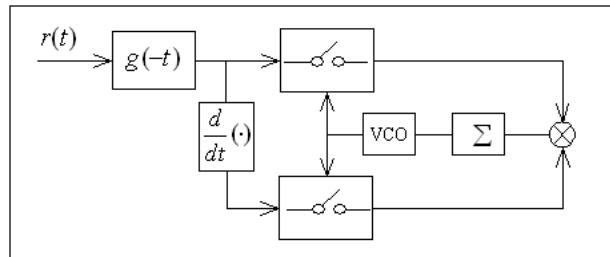 r(t)
g(-t)
d/dt (·)
VCO
Σ